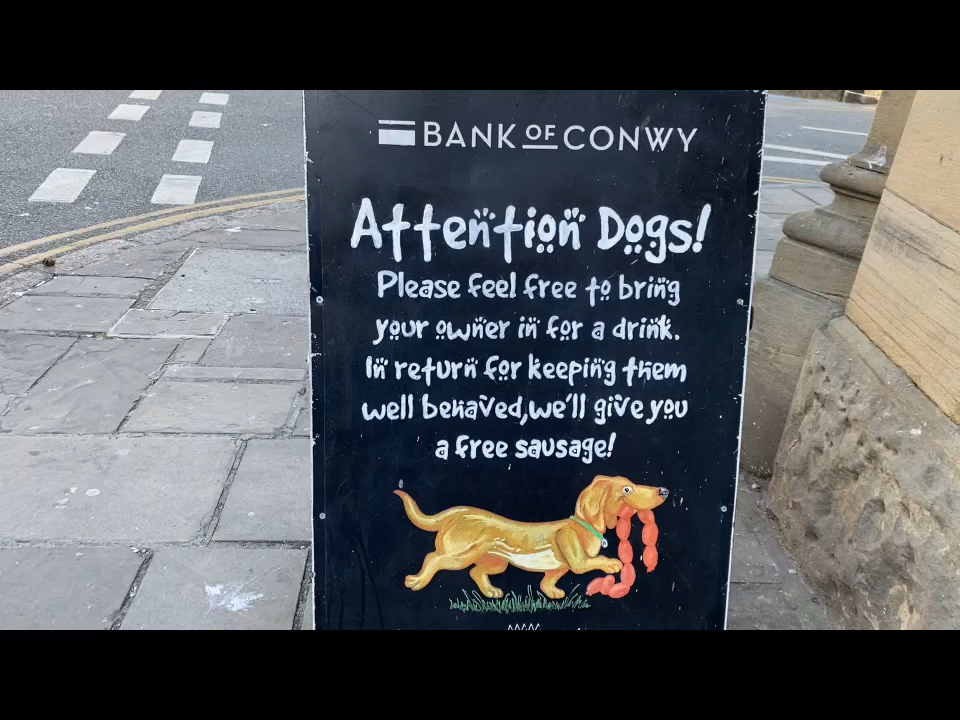 BANK OF CONWY
Attention Dogs!
Please feel free to bring
your owner in for a drink.
In return for keeping them
well behaved, we'll give you
a free sausage!